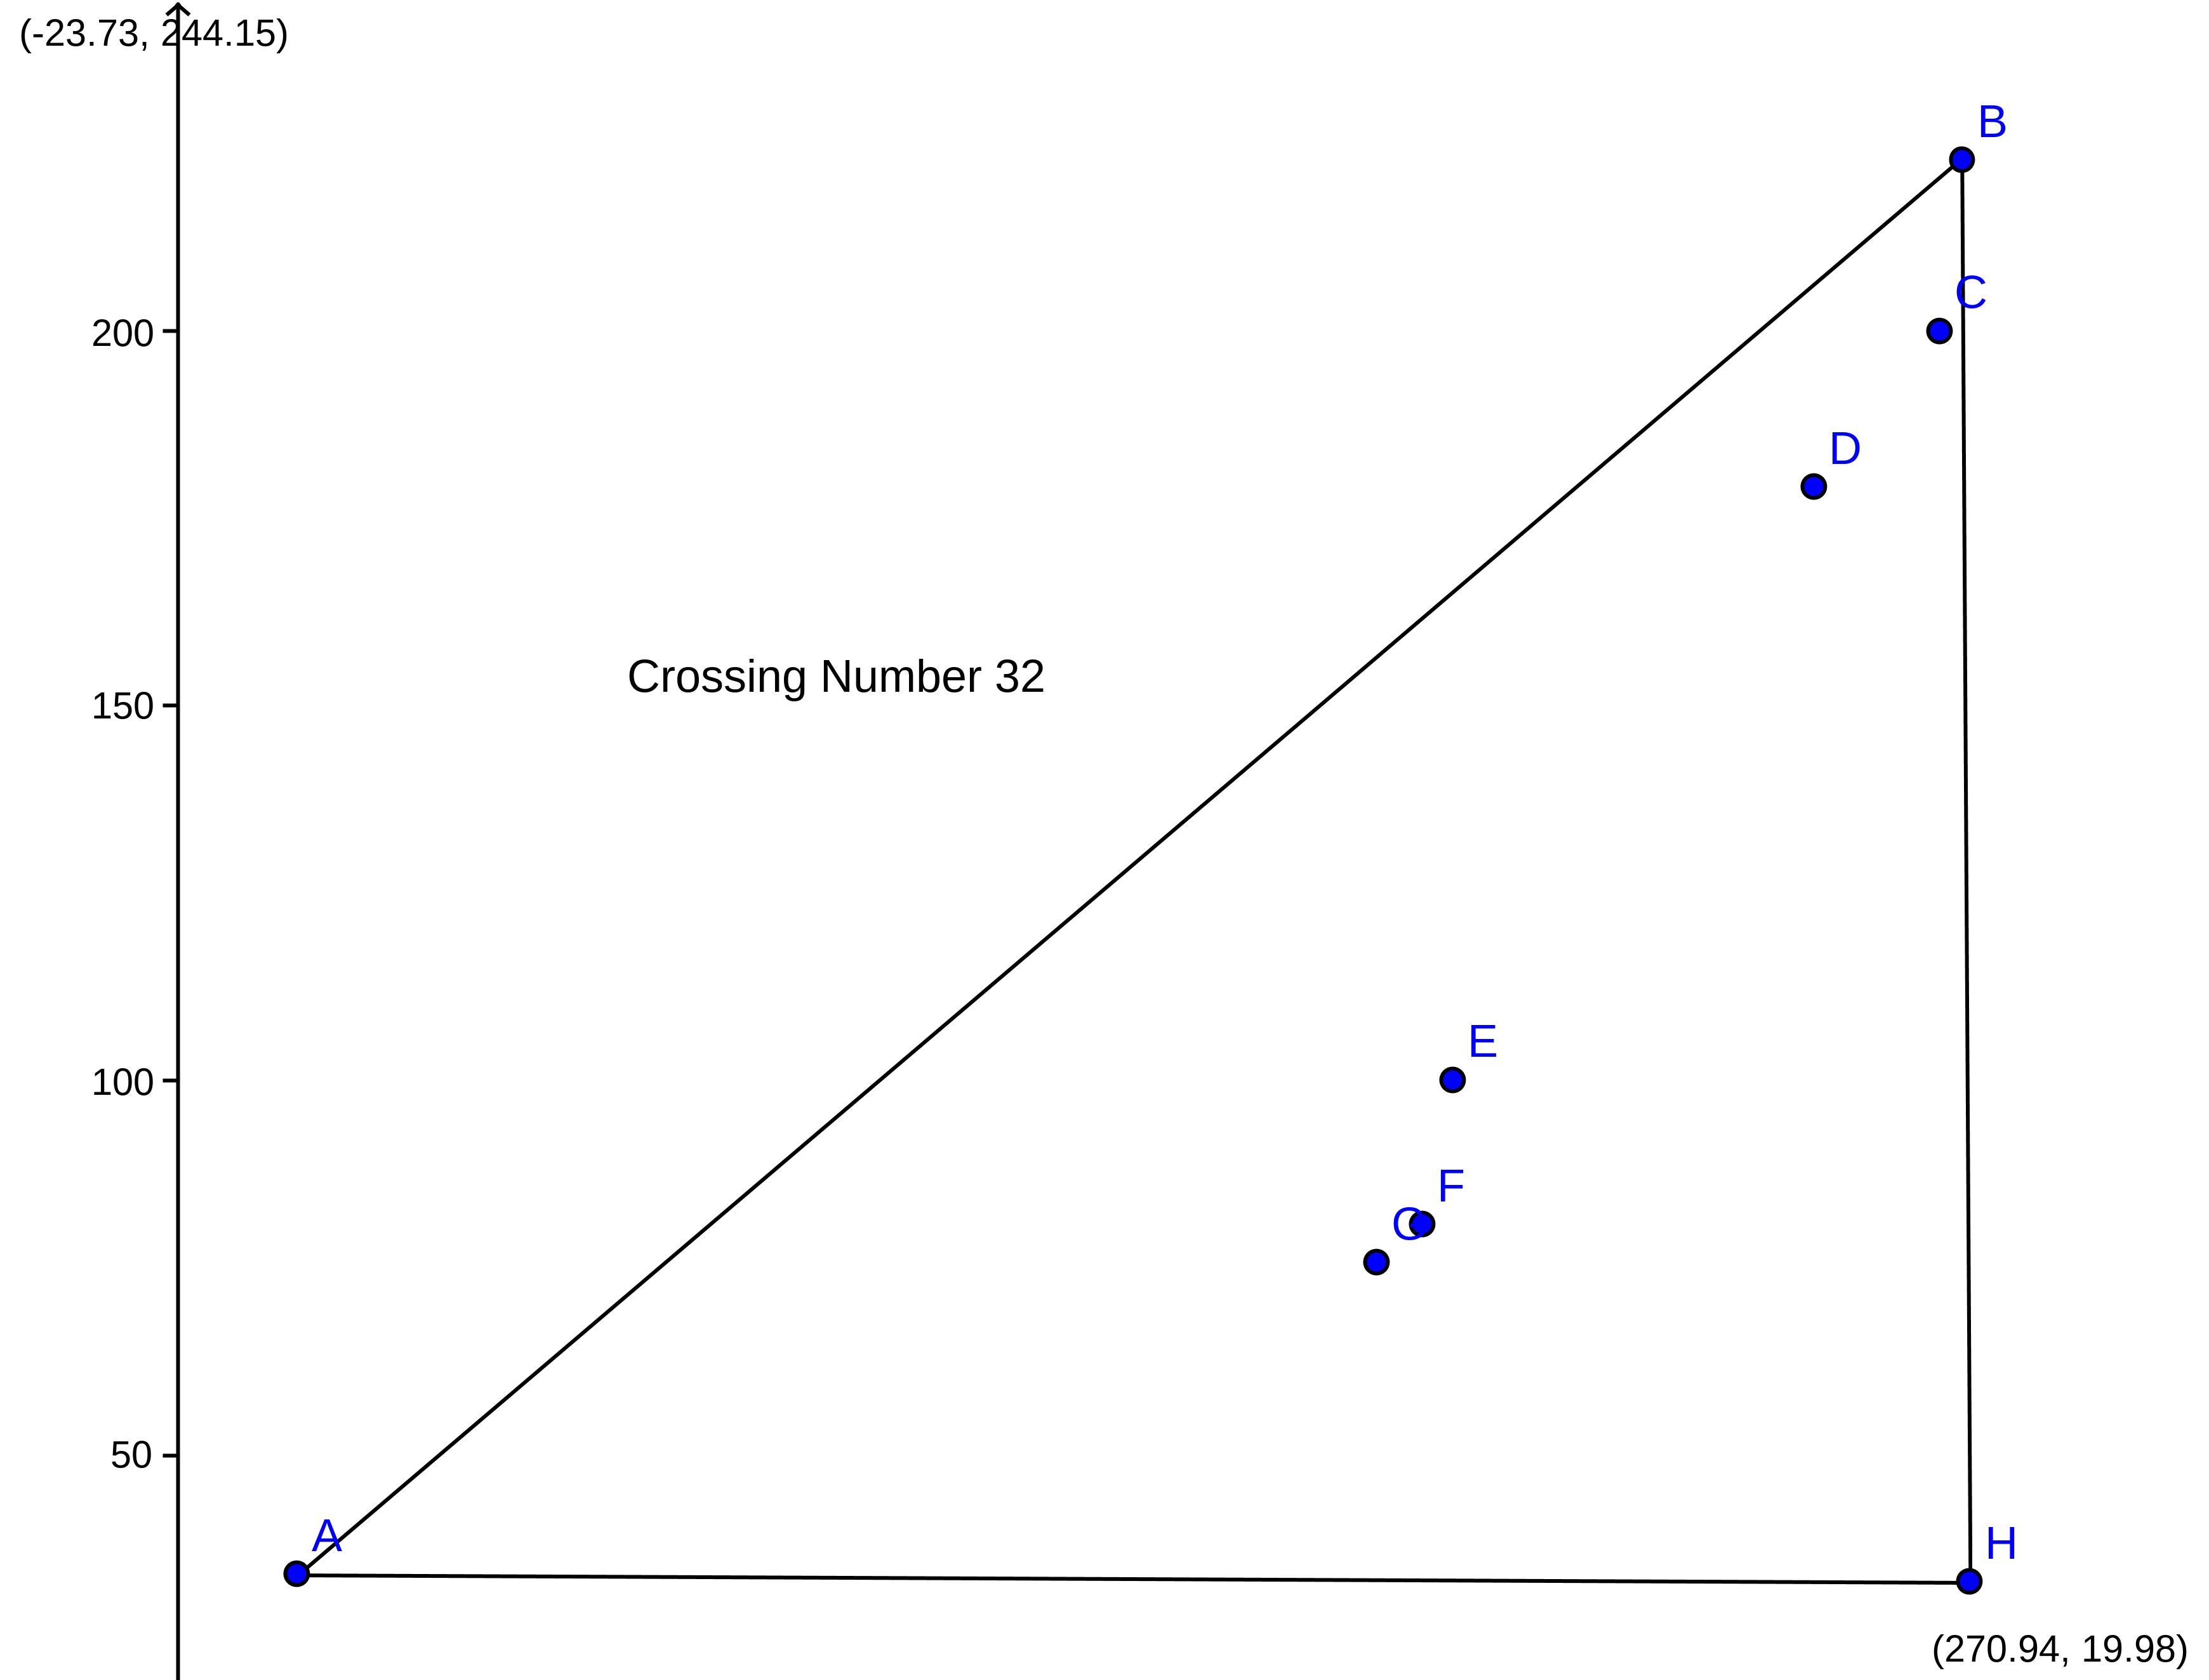 (-23.73, 244.15)
B
C
200
D
Crossing Number 32
150
E
100
F
G
50
A
H
(270.94, 19.98)